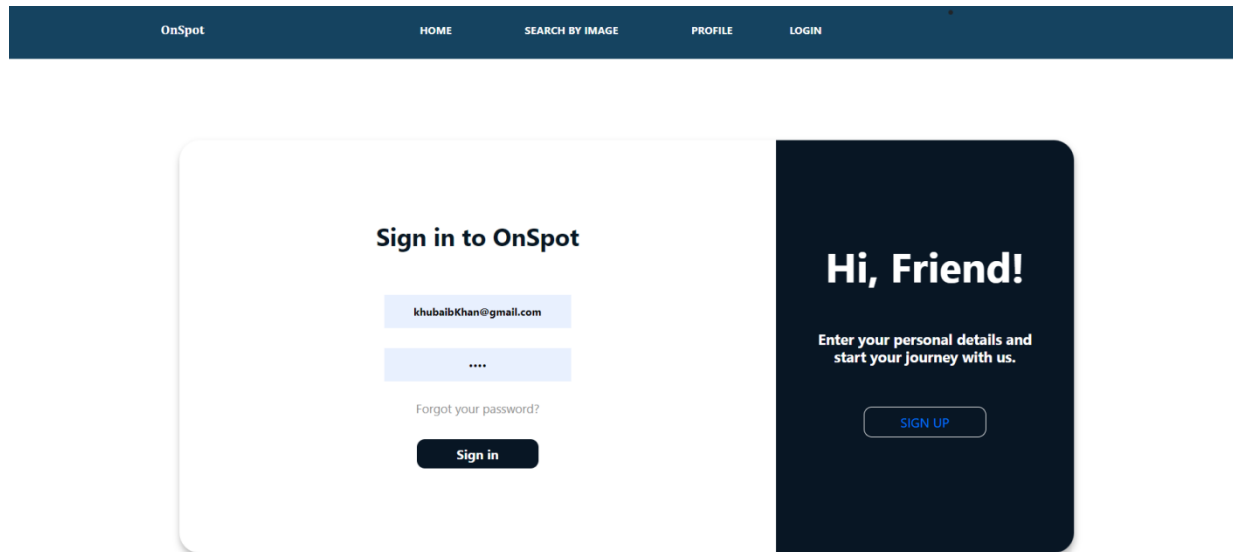 OnSpot HOME SEARCH BY IMAGE PROFILE LOGIN
Sign in to OnSpot
khubaibKhan@gmail.com
••••
Forgot your password?
Sign in
Hi, Friend!
Enter your personal details and
start your journey with us.
SIGN UP